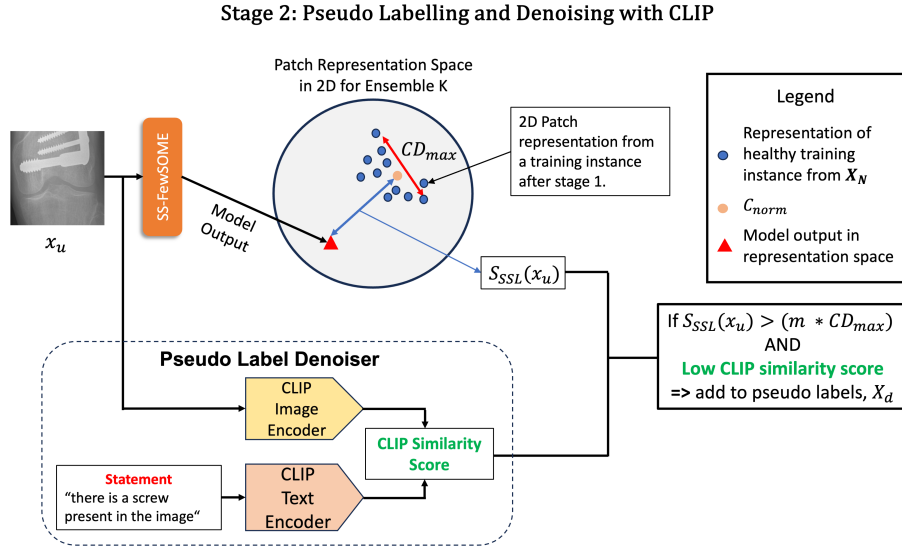 Stage 2: Pseudo Labelling and Denoising with CLIP
Patch Representation Space
in 2D for Ensemble K
CD_max
2D Patch
representation from
a training instance
after stage 1.
Legend
Representation of
healthy training
instance from X_N
C_norm
Model output in
representation space
SS-FewSOME
x_u
Model
Output
S_SSL(x_u)
If S_SSL(x_u) > (m * CD_max)
AND
Low CLIP similarity score
=> add to pseudo labels, X_d
Pseudo Label Denoiser
CLIP
Image
Encoder
CLIP Similarity
Score
Statement
“there is a screw
present in the image“
CLIP
Text
Encoder